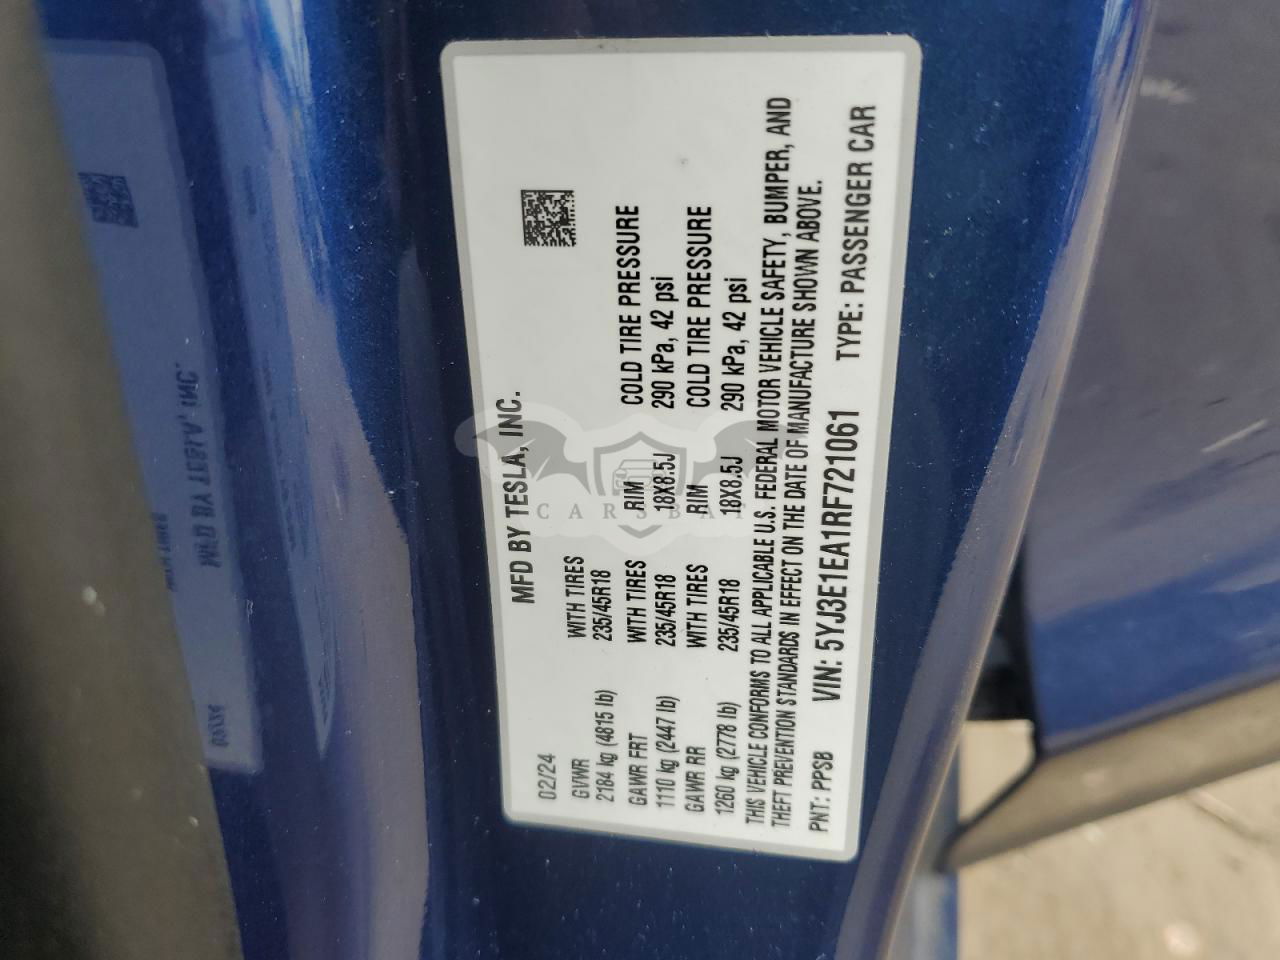 MFD BY TESLA, INC.
02/24
GVWR WITH TIRES
2184 kg (4815 lb) 235/45R18
GAWR FRT WITH TIRES RIM COLD TIRE PRESSURE
1110 kg (2447 lb) 235/45R18 18X8.5J 290 kPa, 42 psi
GAWR RR WITH TIRES RIM COLD TIRE PRESSURE
1260 kg (2778 lb) 235/45R18 18X8.5J 290 kPa, 42 psi
THIS VEHICLE CONFORMS TO ALL APPLICABLE U.S. FEDERAL MOTOR VEHICLE SAFETY, BUMPER, AND
THEFT PREVENTION STANDARDS IN EFFECT ON THE DATE OF MANUFACTURE SHOWN ABOVE.
PNT: PPSB VIN: 5YJ3E1EA1RF721061 TYPE: PASSENGER CAR
CARSBAT